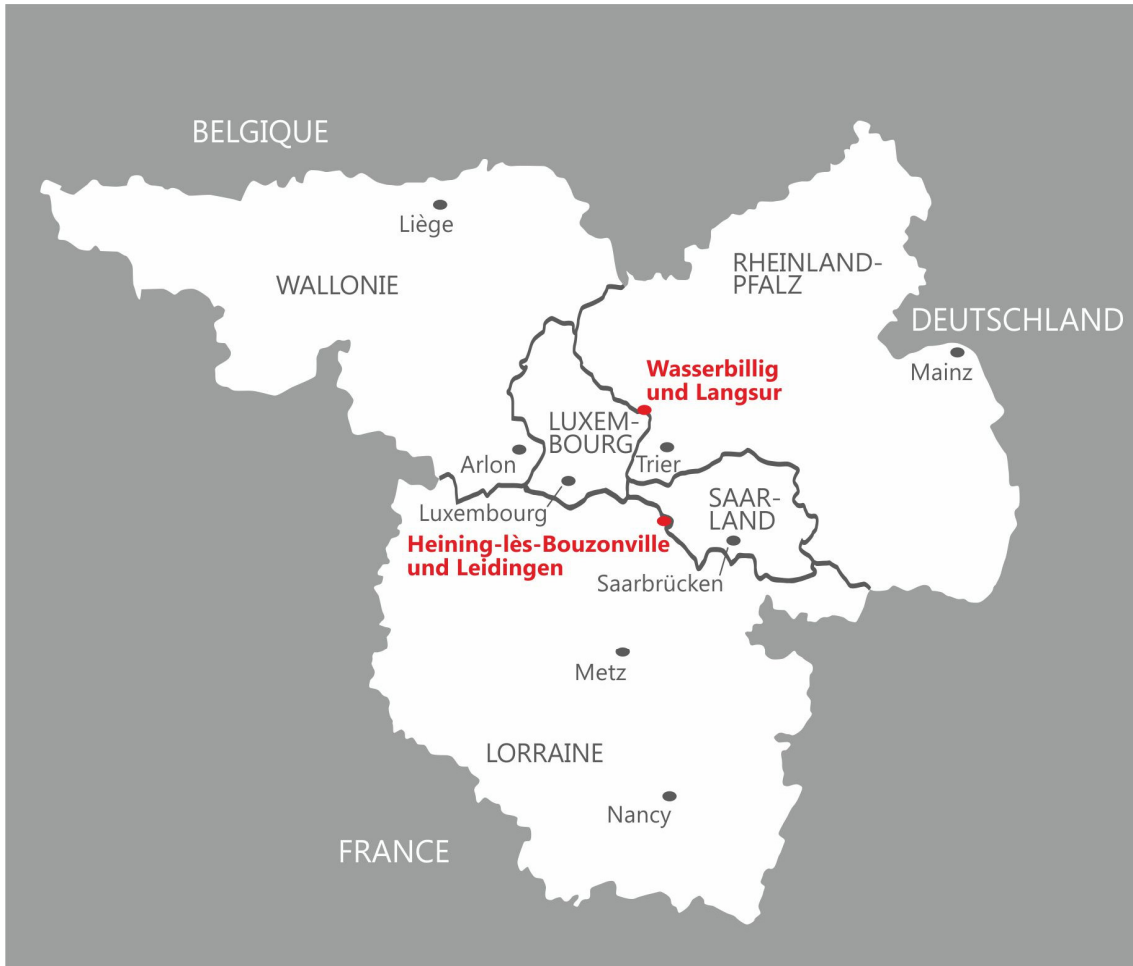 BELGIQUE
Liège
WALLONIE
RHEINLAND-
PFALZ
DEUTSCHLAND
Mainz
Wasserbillig
und Langsur
LUXEM-
BOURG
Arlon
Trier
Luxembourg
SAAR-
LAND
Heining-lès-Bouzonville
und Leidingen
Saarbrücken
Metz
LORRAINE
Nancy
FRANCE